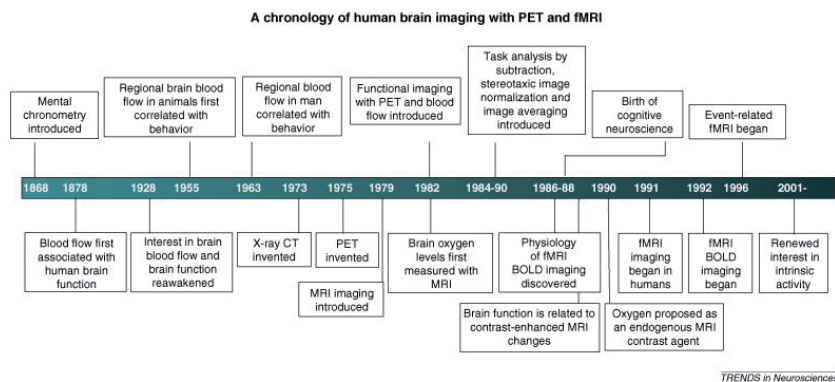 A chronology of human brain imaging with PET and fMRI
Mental
chronometry
introduced
Regional brain blood
flow in animals first
correlated with
behavior
Regional blood
flow in man
correlated with
behavior
Functional imaging
with PET and blood
flow introduced
Task analysis by
subtraction,
stereotaxic image
normalization and
image averaging
introduced
Birth of
cognitive
neuroscience
Event-related
fMRI began
1868 1878 1928 1955 1963 1973 1975 1979 1982 1984-90 1986-88 1990 1991 1992 1996 2001-
Blood flow first
associated with
human brain
function
Interest in brain
blood flow and
brain function
reawakened
X-ray CT
invented
PET
invented
MRI imaging
introduced
Brain oxygen
levels first
measured with
MRI
Physiology
of fMRI
BOLD imaging
discovered
Brain function is related to
contrast-enhanced MRI
changes
Oxygen proposed as
an endogenous MRI
contrast agent
fMRI
imaging
began in
humans
fMRI
BOLD
imaging
began
Renewed
interest in
intrinsic
activity
TRENDS in Neurosciences